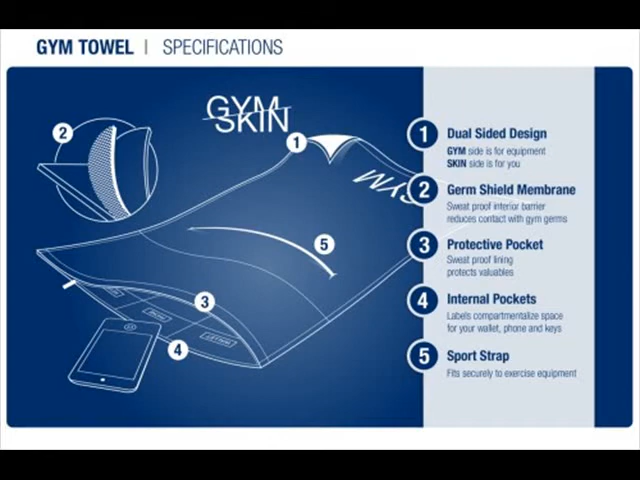 GYM TOWEL | SPECIFICATIONS
GYM
SKIN
1
2
3
4
5
GYM
1 Dual Sided Design
GYM side is for equipment
SKIN side is for you
2 Germ Shield Membrane
Sweat proof interior barrier
reduces contact with gym germs
3 Protective Pocket
Sweat proof lining
protects valuables
4 Internal Pockets
Labels compartmentalize space
for your wallet, phone and keys
5 Sport Strap
Fits securely to exercise equipment